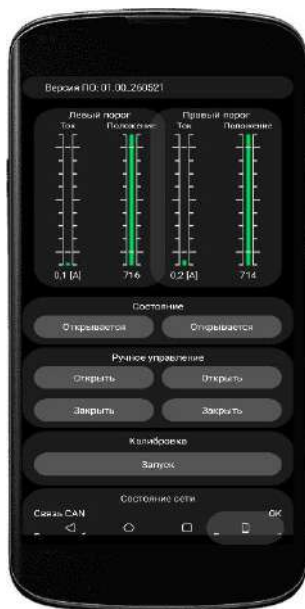 Версия ПО: 01.00_260521
Левый порог Правый порог
Ток Положение Ток Положение
0,1 [A] 716 0,2 [A] 714
Состояние
Открывается Открывается
Ручное управление
Открыть Открыть
Закрыть Закрыть
Калибровка
Запуск
Состояние сети
Связь CAN OK